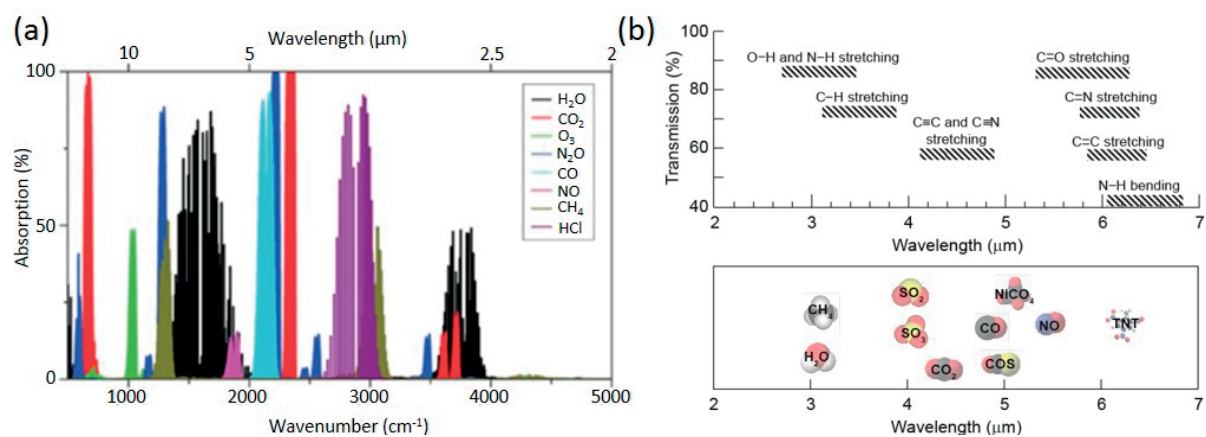 (a)
Wavelength (μm)
10 5 2.5 2
100
50
0
Absorption (%)
H₂O
CO₂
O₃
N₂O
CO
NO
CH₄
HCl
1000 2000 3000 4000 5000
Wavenumber (cm⁻¹)
(b)
100
80
60
40
Transmission (%)
O−H and N−H stretching
C−H stretching
C≡C and C≡N
stretching
C=O stretching
C=N stretching
C=C stretching
N−H bending
2 3 4 5 6 7
Wavelength (μm)
CH₄
H₂O
SO₂
SO₃
CO₂
NiCO₄
CO
COS
NO
TNT
2 3 4 5 6 7
Wavelength (μm)